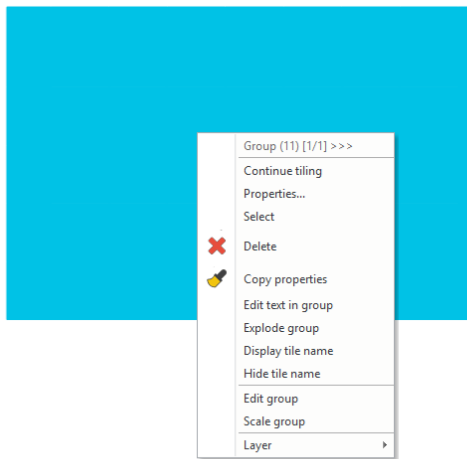 Group (11) [1/1] >>>
Continue tiling
Properties...
Select
Delete
Copy properties
Edit text in group
Explode group
Display tile name
Hide tile name
Edit group
Scale group
Layer